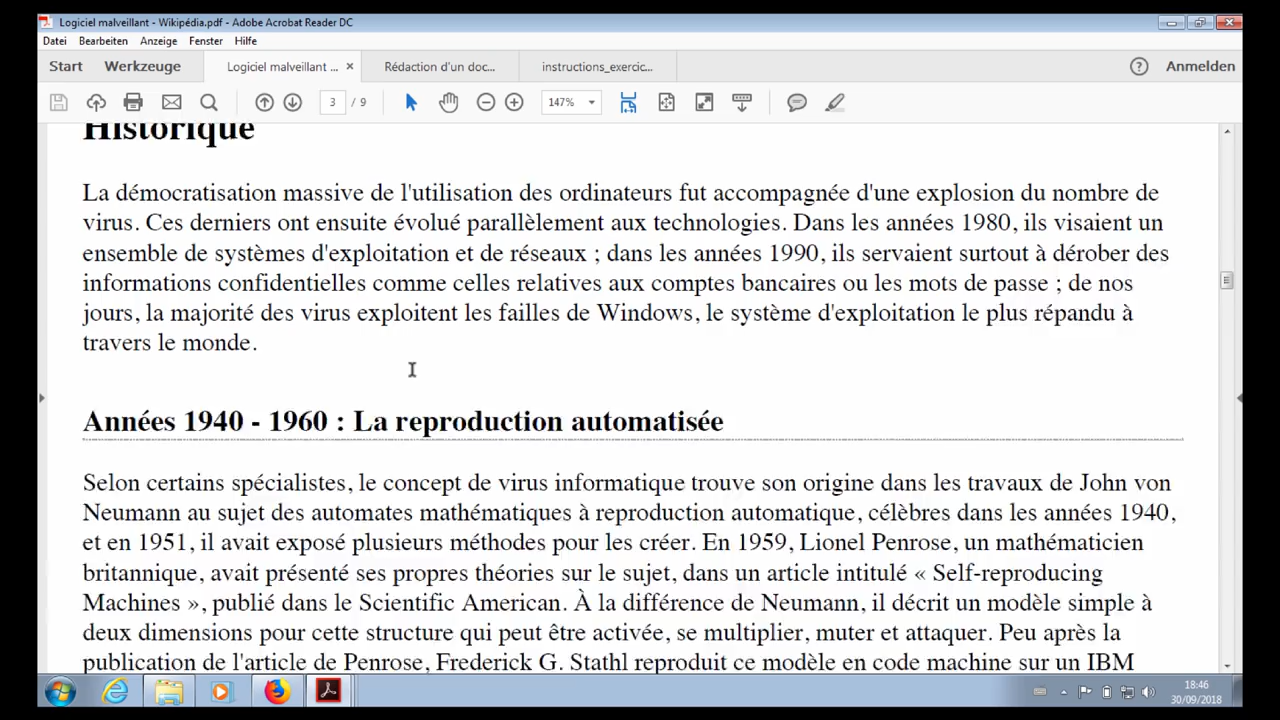 Logiciel malveillant - Wikipédia.pdf - Adobe Acrobat Reader DC
Datei Bearbeiten Anzeige Fenster Hilfe
Start Werkzeuge Logiciel malveillant ... × Rédaction d'un doc... instructions_exercic... ? Anmelden
3 / 9 147%
Historique
La démocratisation massive de l'utilisation des ordinateurs fut accompagnée d'une explosion du nombre de
virus. Ces derniers ont ensuite évolué parallèlement aux technologies. Dans les années 1980, ils visaient un
ensemble de systèmes d'exploitation et de réseaux ; dans les années 1990, ils servaient surtout à dérober des
informations confidentielles comme celles relatives aux comptes bancaires ou les mots de passe ; de nos
jours, la majorité des virus exploitent les failles de Windows, le système d'exploitation le plus répandu à
travers le monde.
Années 1940 - 1960 : La reproduction automatisée
Selon certains spécialistes, le concept de virus informatique trouve son origine dans les travaux de John von
Neumann au sujet des automates mathématiques à reproduction automatique, célèbres dans les années 1940,
et en 1951, il avait exposé plusieurs méthodes pour les créer. En 1959, Lionel Penrose, un mathématicien
britannique, avait présenté ses propres théories sur le sujet, dans un article intitulé « Self-reproducing
Machines », publié dans le Scientific American. À la différence de Neumann, il décrit un modèle simple à
deux dimensions pour cette structure qui peut être activée, se multiplier, muter et attaquer. Peu après la
publication de l'article de Penrose, Frederick G. Stathl reproduit ce modèle en code machine sur un IBM
18:46
30/09/2018